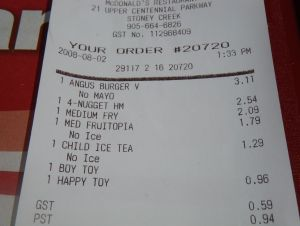 McDONALD'S RESTAURANT
21 UPPER CENTENNIAL PARKWAY
STONEY CREEK
905-664-6826
GST No. 112968409
YOUR ORDER #20720
2008-08-02 1:33 PM
29117 2 16 20720
1 ANGUS BURGER V 3.11
No MAYO
1 4-NUGGET HM 2.54
1 MEDIUM FRY 2.09
1 MED FRUITOPIA 1.79
No Ice
1 CHILD ICE TEA 1.29
No Ice
1 BOY TOY
1 HAPPY TOY 0.96
GST 0.59
PST 0.94